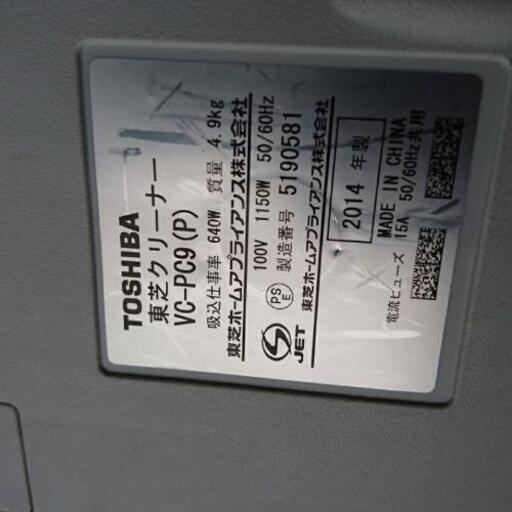 TOSHIBA
東芝クリーナー
VC-PC9(P)
吸込仕事率 640W 質量 4.9kg
東芝ホームアプライアンス株式会社
100V 1150W 50/60Hz
PS E 製造番号 5190581
JET 東芝ホームアプライアンス株式会社
2014 年製
MADE IN CHINA
電流ヒューズ 15A 50/60Hz共用